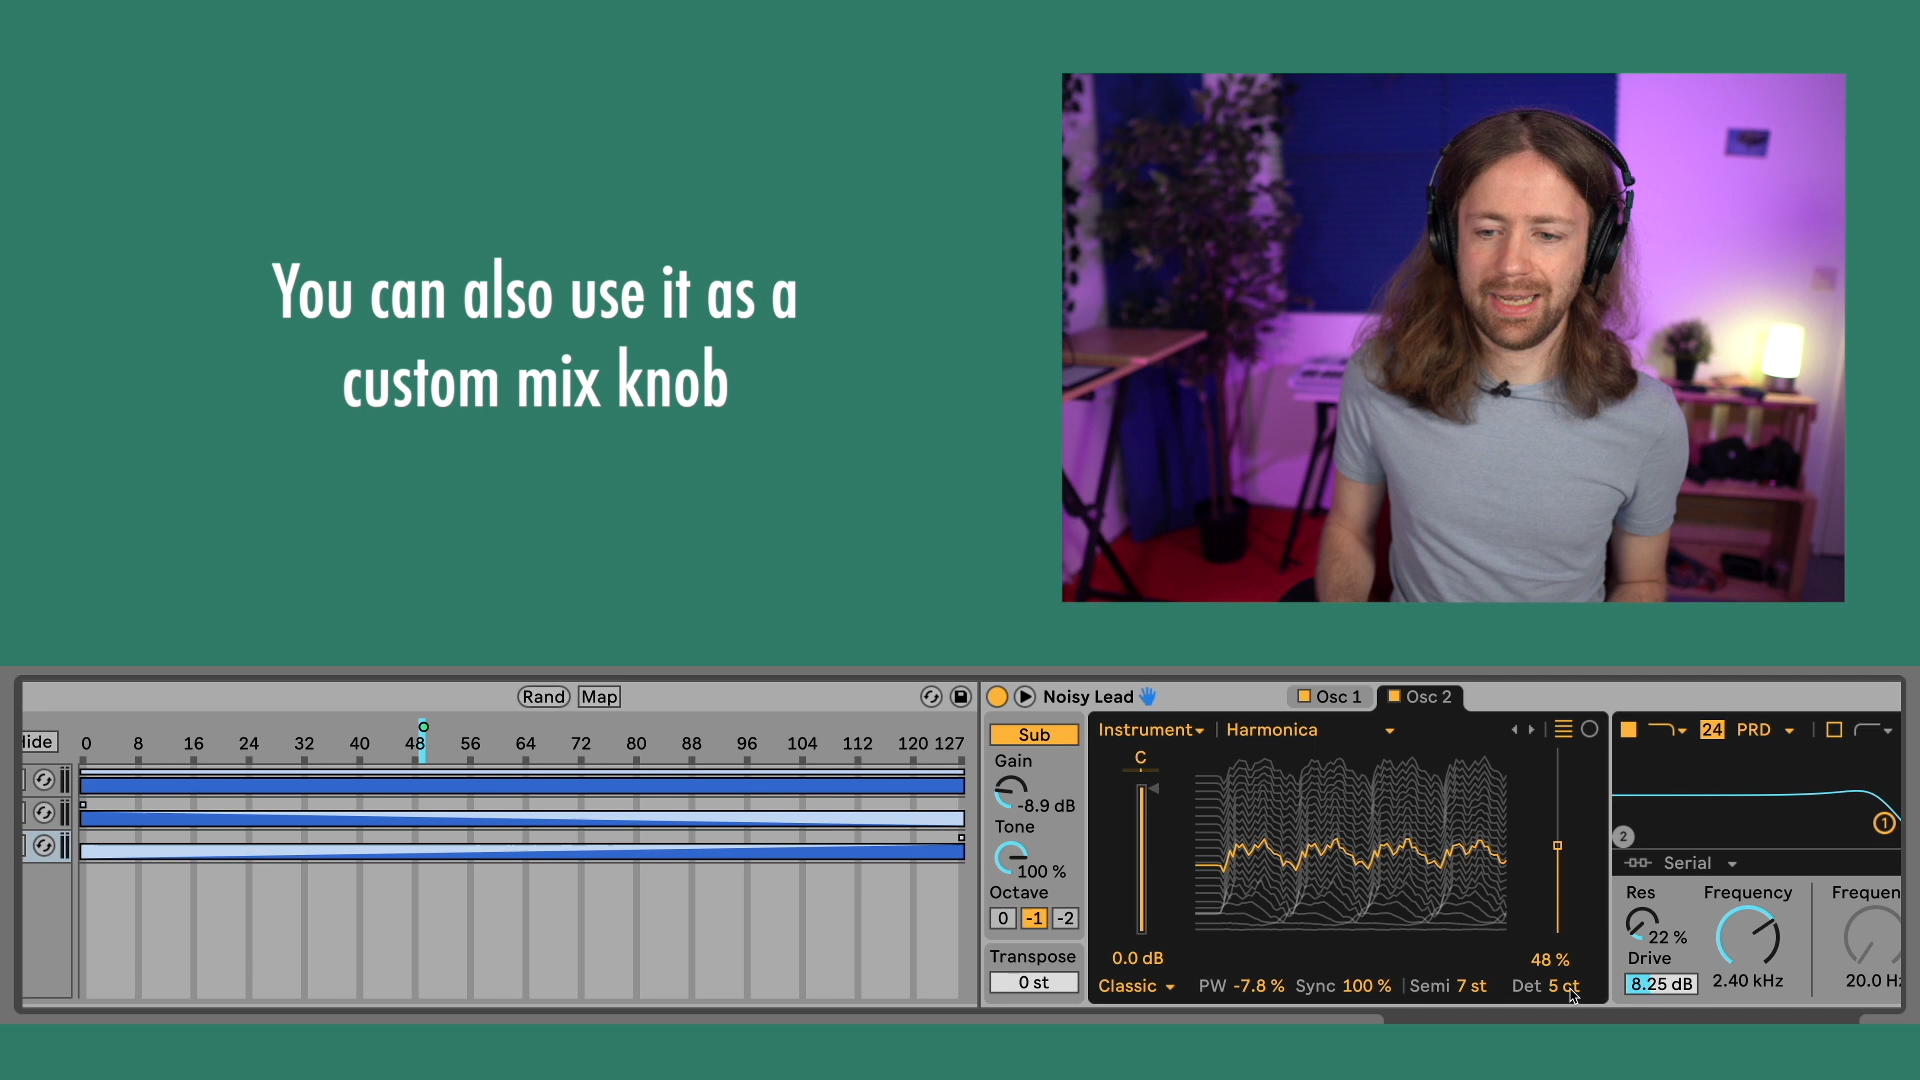 You can also use it as a
custom mix knob
Rand Map
Noisy Lead
Osc 1 Osc 2
0 8 16 24 32 40 48 56 64 72 80 88 96 104 112 120 127
Sub
Gain
-8.9 dB
Tone
100 %
Octave
0 -1 -2
Transpose
0 st
Instrument Harmonica
C
0.0 dB
48 %
Classic PW -7.8 % Sync 100 % Semi 7 st Det 5 ct
24 PRD
1
2
Serial
Res Frequency
22 %
Drive
8.25 dB 2.40 kHz
20.0